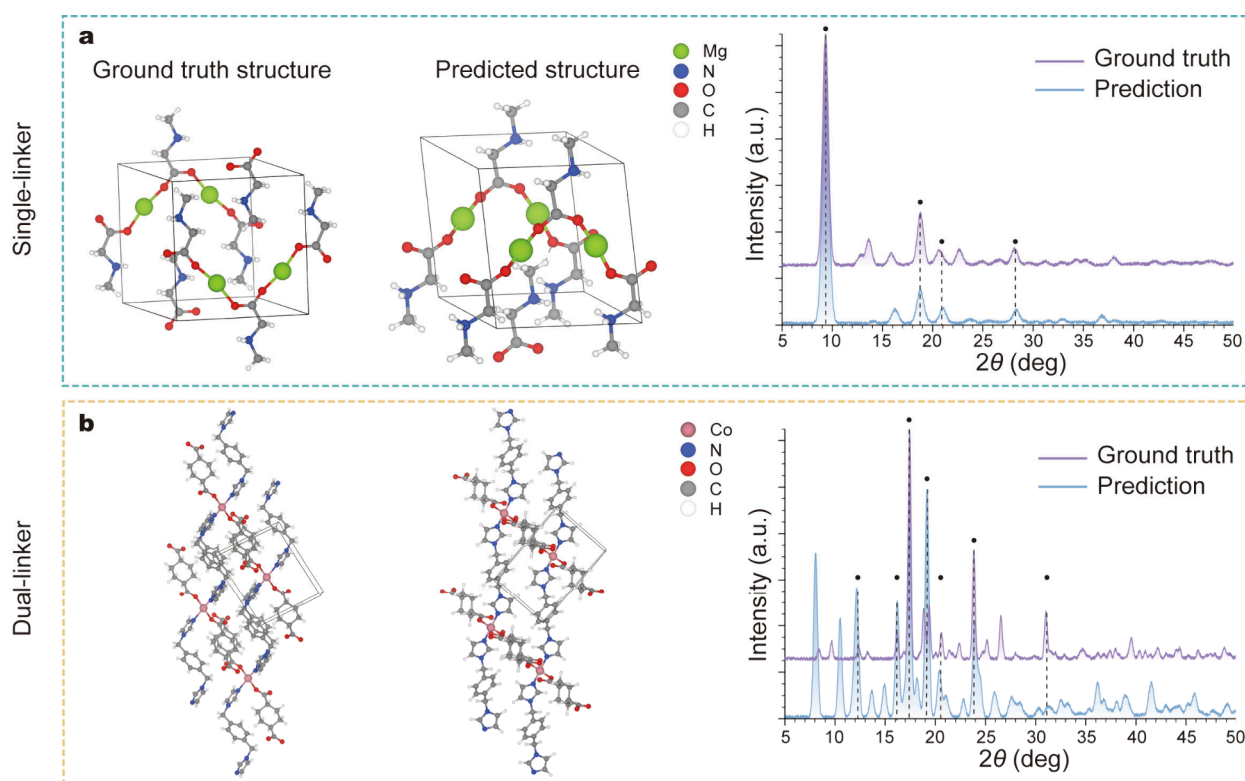 Single-linker
a
Ground truth structure
Predicted structure
Mg
N
O
C
H
Intensity (a.u.)
Ground truth
Prediction
5 10 15 20 25 30 35 40 45 50
2θ (deg)
Dual-linker
b
Co
N
O
C
H
Intensity (a.u.)
Ground truth
Prediction
5 10 15 20 25 30 35 40 45 50
2θ (deg)